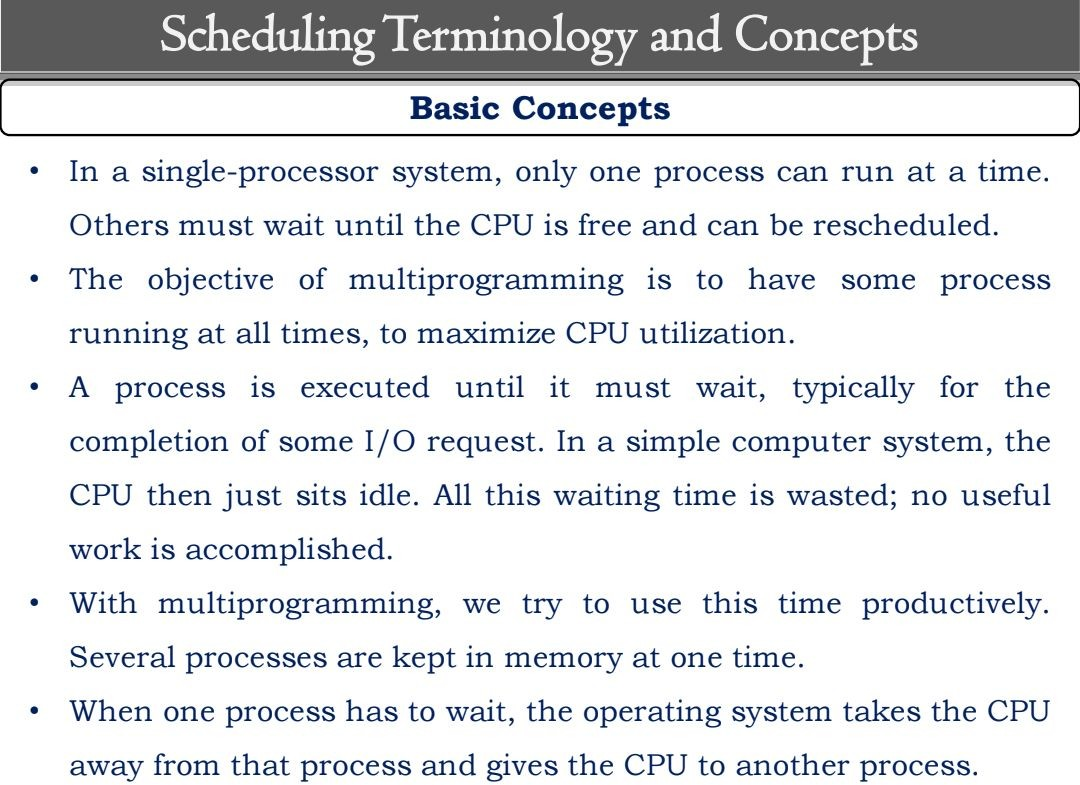 Scheduling Terminology and Concepts
Basic Concepts
• In a single-processor system, only one process can run at a time.
Others must wait until the CPU is free and can be rescheduled.
• The objective of multiprogramming is to have some process
running at all times, to maximize CPU utilization.
• A process is executed until it must wait, typically for the
completion of some I/O request. In a simple computer system, the
CPU then just sits idle. All this waiting time is wasted; no useful
work is accomplished.
• With multiprogramming, we try to use this time productively.
Several processes are kept in memory at one time.
• When one process has to wait, the operating system takes the CPU
away from that process and gives the CPU to another process.